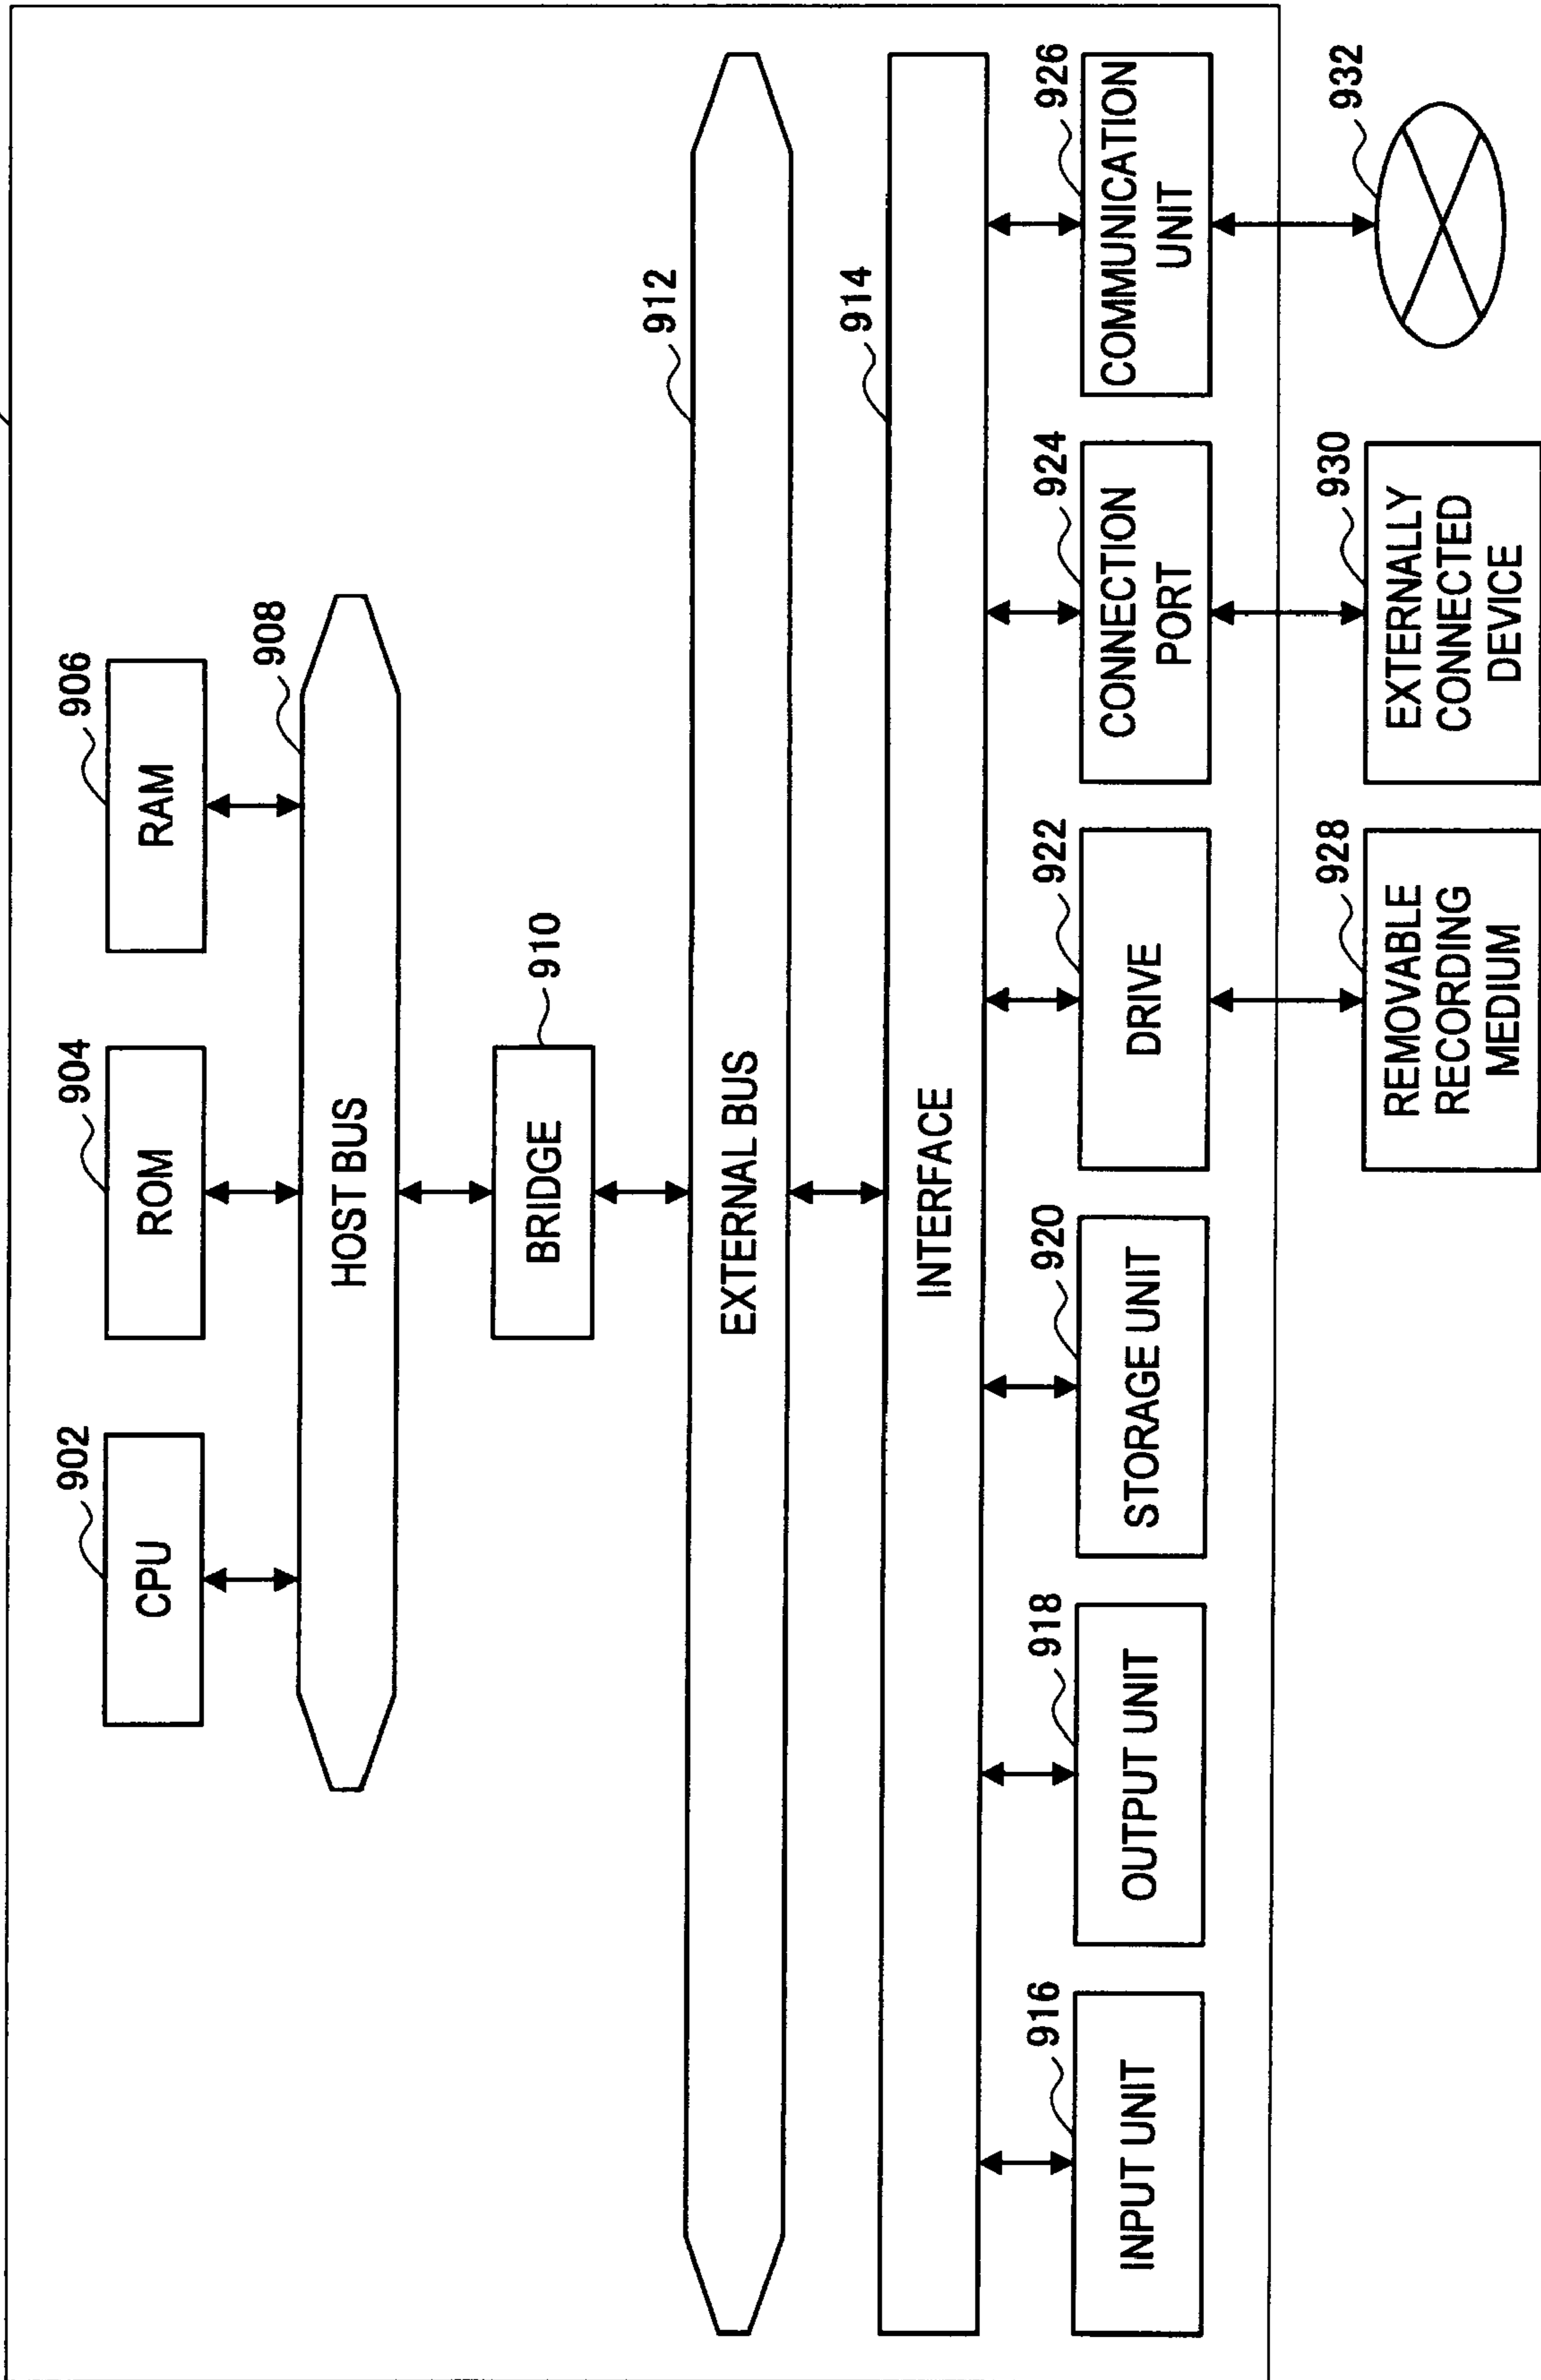 902
CPU
904
ROM
906
RAM
908
HOST BUS
910
BRIDGE
912
EXTERNAL BUS
914
INTERFACE
916
INPUT UNIT
918
OUTPUT UNIT
920
STORAGE UNIT
922
DRIVE
924
CONNECTION
PORT
926
COMMUNICATION
UNIT
928
REMOVABLE
RECORDING
MEDIUM
930
EXTERNALLY
CONNECTED
DEVICE
932